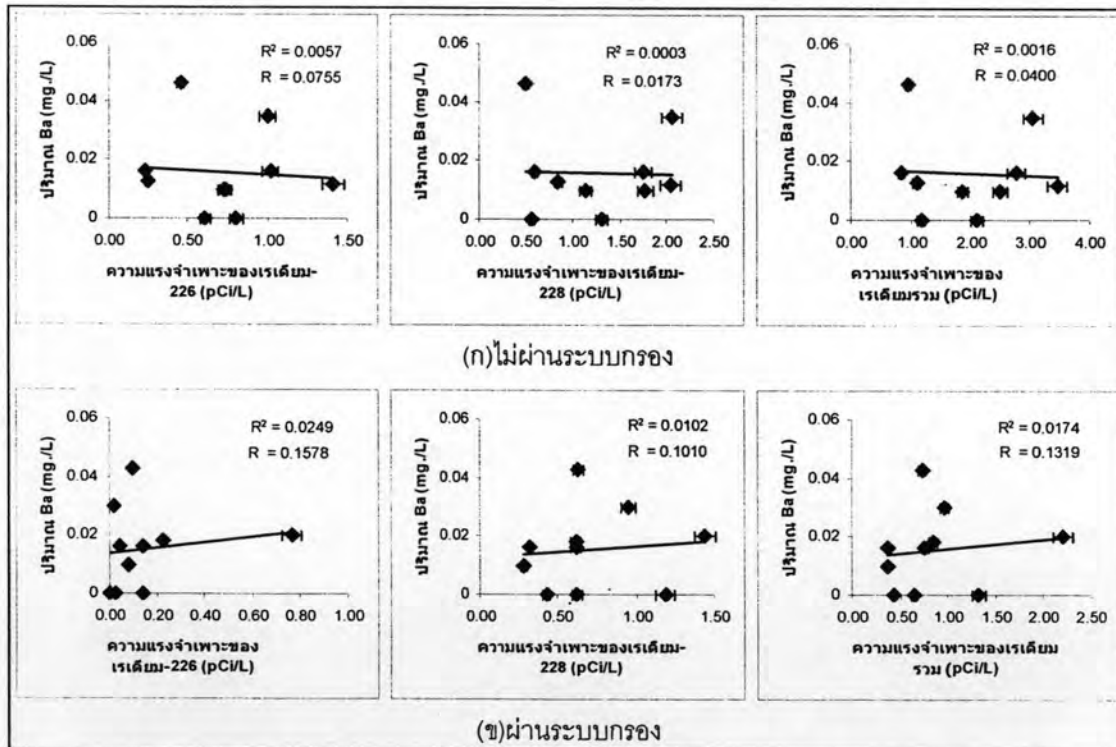 R² = 0.0057
R = 0.0755
ปริมาณ Ba (mg./L)
0.06
0.04
0.02
0
0.00 0.50 1.00 1.50
ความแรงจำเพาะของเรเดียม-
226 (pCi/L)
R² = 0.0003
R = 0.0173
ปริมาณ Ba (mg./L)
0.06
0.04
0.02
0
0.00 0.50 1.00 1.50 2.00 2.50
ความแรงจำเพาะของเรเดียม-
228 (pCi/L)
R² = 0.0016
R = 0.0400
ปริมาณ Ba (mg./L)
0.06
0.04
0.02
0
0.00 1.00 2.00 3.00 4.00
ความแรงจำเพาะของ
เรเดียมรวม (pCi/L)
(ก)ไม่ผ่านระบบกรอง
R² = 0.0249
R = 0.1578
ปริมาณ Ba (mg./L)
0.06
0.04
0.02
0
0.00 0.20 0.40 0.60 0.80 1.00
ความแรงจำเพาะของ
เรเดียม-226 (pCi/L)
R² = 0.0102
R = 0.1010
ปริมาณ Ba (mg./L)
0.06
0.04
0.02
0
0.00 0.50 1.00 1.50
ความแรงจำเพาะของเรเดียม-
228 (pCi/L)
R² = 0.0174
R = 0.1319
ปริมาณ Ba (mg./L)
0.06
0.04
0.02
0
0.00 0.50 1.00 1.50 2.00 2.50
ความแรงจำเพาะของเรเดียม
รวม (pCi/L)
(ข)ผ่านระบบกรอง